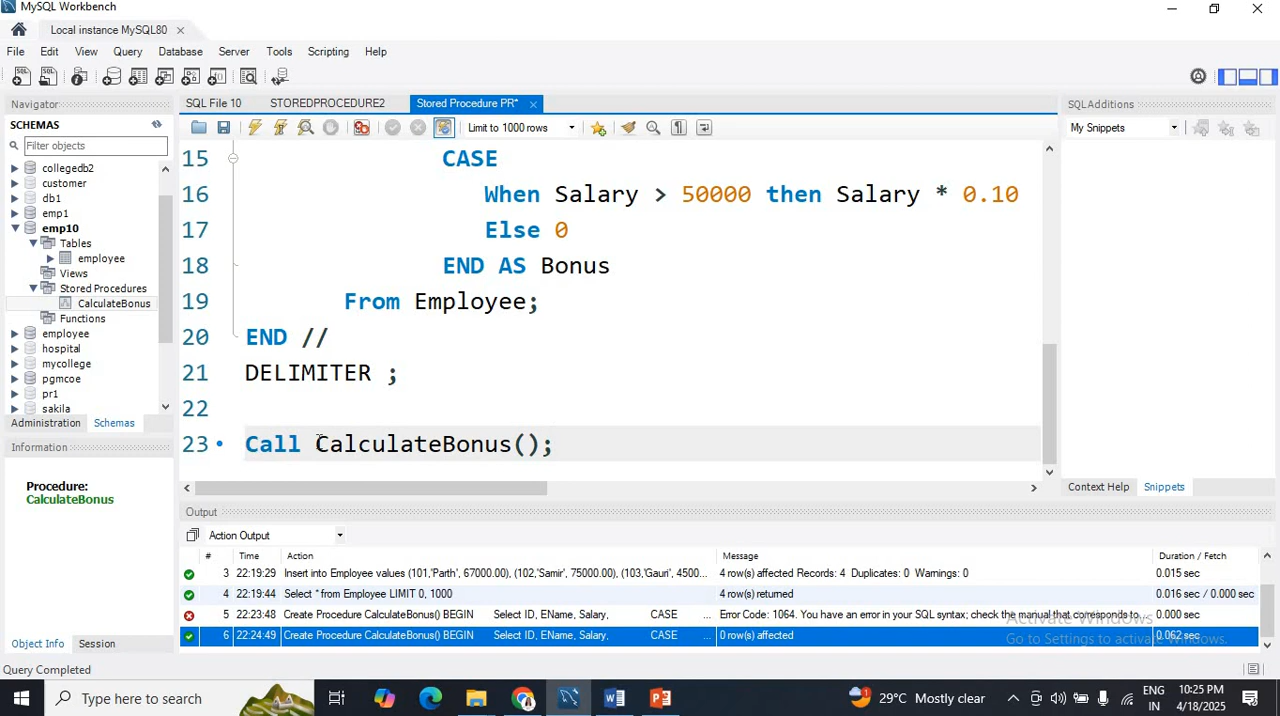 MySQL Workbench
Local instance MySQL80
File Edit View Query Database Server Tools Scripting Help
Navigator
SCHEMAS
Filter objects
collegedb2
customer
db1
emp1
emp10
Tables
employee
Views
Stored Procedures
CalculateBonus
Functions
employee
hospital
mycollege
pgmcoe
pr1
sakila
Administration Schemas
Information
Procedure:
CalculateBonus
Object Info Session
SQL File 10 STOREDPROCEDURE2 Stored Procedure PR*
Limit to 1000 rows
15 CASE
16 When Salary > 50000 then Salary * 0.10
17 Else 0
18 END AS Bonus
19 From Employee;
20 END //
21 DELIMITER ;
22
23 Call CalculateBonus();
SQLAdditions
My Snippets
Context Help Snippets
Output
Action Output
# Time Action Message Duration / Fetch
3 22:19:29 Insert into Employee values (101,'Parth', 67000.00), (102,'Samir', 75000.00), (103,'Gauri', 4500... 4 row(s) affected Records: 4 Duplicates: 0 Warnings: 0 0.015 sec
4 22:19:44 Select * from Employee LIMIT 0, 1000 4 row(s) returned 0.016 sec / 0.000 sec
5 22:23:48 Create Procedure CalculateBonus() BEGIN Select ID, EName, Salary, CASE ... Error Code: 1064. You have an error in your SQL syntax; check the manual that corresponds to... 0.000 sec
6 22:24:49 Create Procedure CalculateBonus() BEGIN Select ID, EName, Salary, CASE ... 0 row(s) affected 0.062 sec
Activate Windows
Go to Settings to activate Windows.
Query Completed
Type here to search
29°C Mostly clear
ENG
IN
10:25 PM
4/18/2025